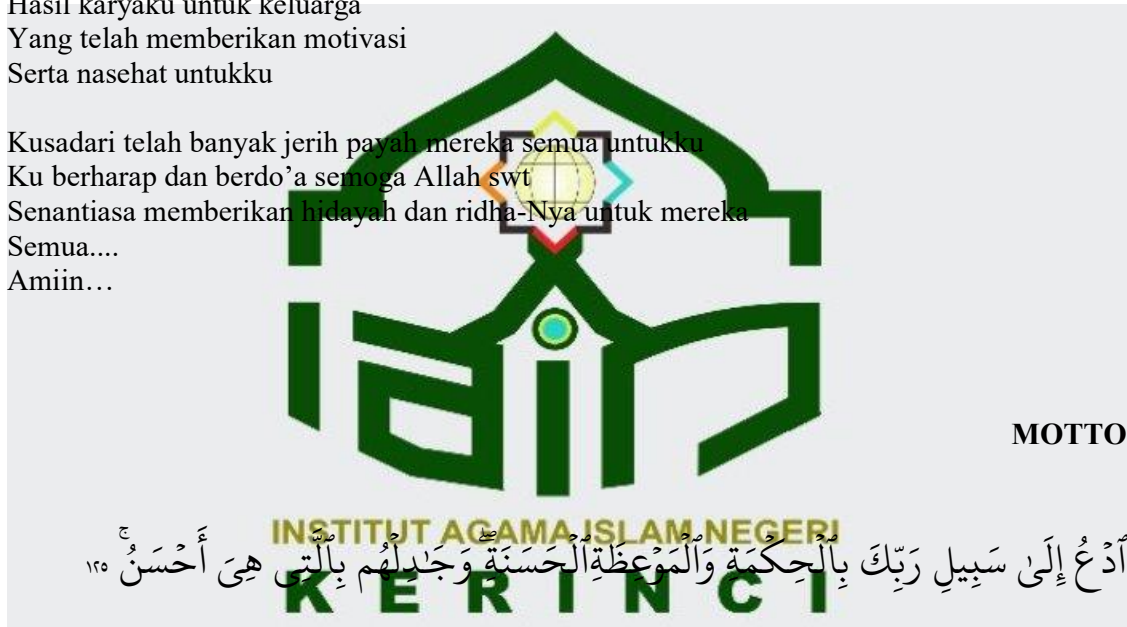 Hasil karyaku untuk keluarga
Yang telah memberikan motivasi
Serta nasehat untukku
Kusadari telah banyak jerih payah mereka semua untukku
Ku berharap dan berdo’a semoga Allah swt
Senantiasa memberikan hidayah dan ridha-Nya untuk mereka
Semua....
Amiin…
iain
MOTTO
INSTITUT AGAMA ISLAM NEGERI
ٱدۡعُ إِلَىٰ سَبِيلِ رَبِّكَ بِٱلۡحِكۡمَةِ وَٱلۡمَوۡعِظَةِٱلۡحَسَنَةِۖ وَجَٰدِلۡهُم بِٱلَّتِي هِيَ أَحۡسَنُۚ ١٢٥
KERINCI